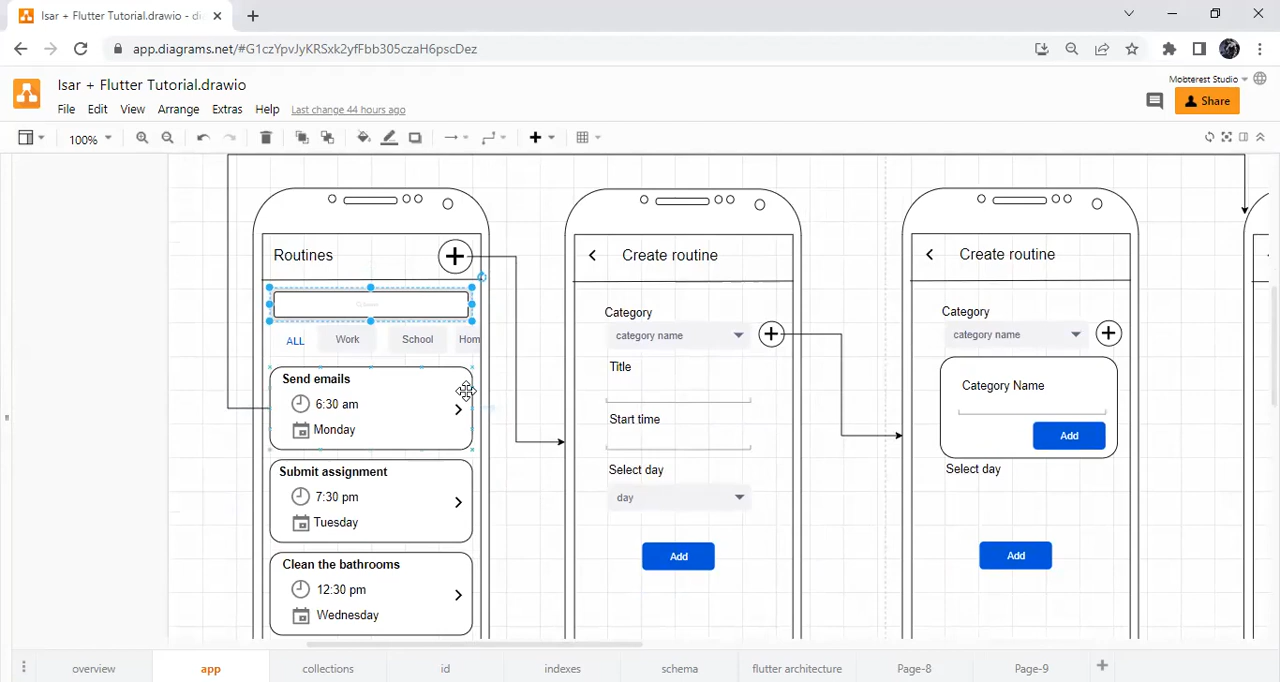 Isar + Flutter Tutorial.drawio - di
app.diagrams.net/#G1czYpvJyKRSxk2yfFbb305czaH6pscDez
Isar + Flutter Tutorial.drawio
Mobterest Studio
File Edit View Arrange Extras Help Last change 44 hours ago
Share
100%
Routines
ALL Work School Hom
Send emails
6:30 am
Monday
Submit assignment
7:30 pm
Tuesday
Clean the bathrooms
12:30 pm
Wednesday
Create routine
Category
category name
Title
Start time
Select day
day
Add
Create routine
Category
category name
Category Name
Add
Select day
Add
overview app collections id indexes schema flutter architecture Page-8 Page-9